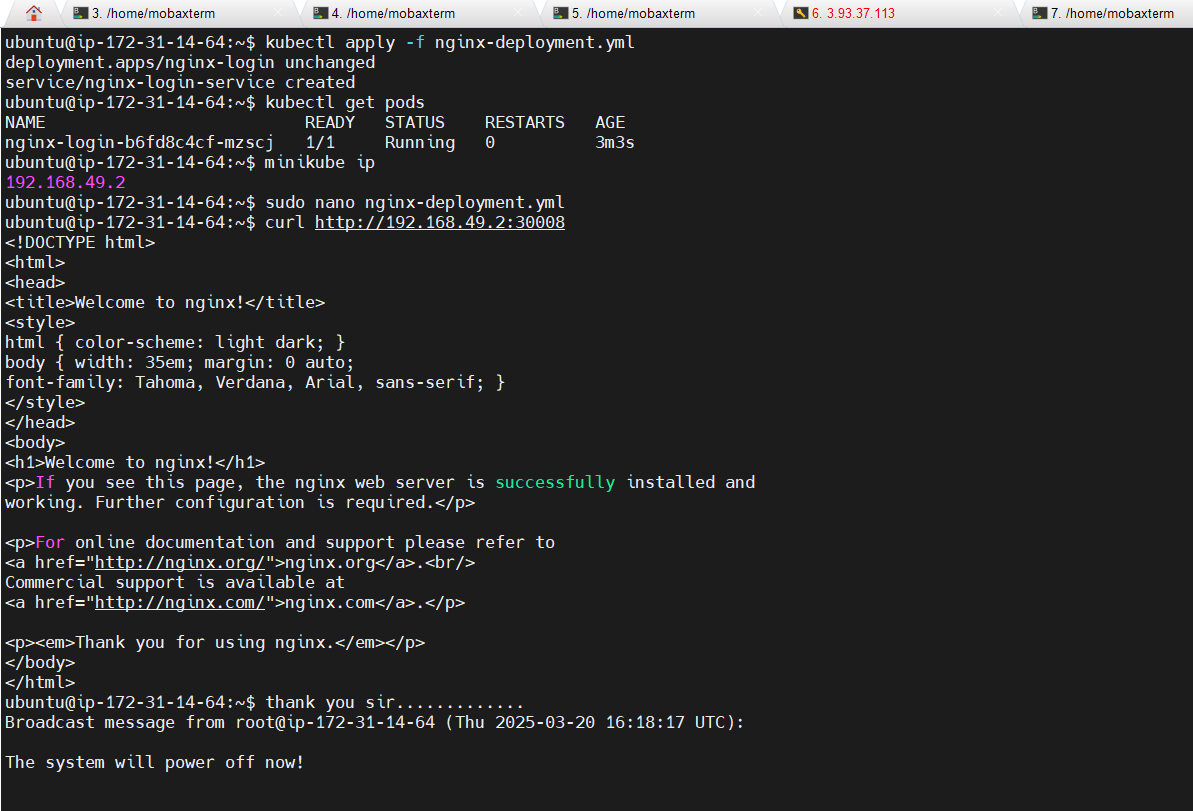 3. /home/mobaxterm
4. /home/mobaxterm
5. /home/mobaxterm
6. 3.93.37.113
7. /home/mobaxterm
ubuntu@ip-172-31-14-64:~$ kubectl apply -f nginx-deployment.yml
deployment.apps/nginx-login unchanged
service/nginx-login-service created
ubuntu@ip-172-31-14-64:~$ kubectl get pods
NAME                          READY   STATUS    RESTARTS   AGE
nginx-login-b6fd8c4cf-mzscj   1/1     Running   0          3m3s
ubuntu@ip-172-31-14-64:~$ minikube ip
192.168.49.2
ubuntu@ip-172-31-14-64:~$ sudo nano nginx-deployment.yml
ubuntu@ip-172-31-14-64:~$ curl http://192.168.49.2:30008
<!DOCTYPE html>
<html>
<head>
<title>Welcome to nginx!</title>
<style>
html { color-scheme: light dark; }
body { width: 35em; margin: 0 auto;
font-family: Tahoma, Verdana, Arial, sans-serif; }
</style>
</head>
<body>
<h1>Welcome to nginx!</h1>
<p>If you see this page, the nginx web server is successfully installed and
working. Further configuration is required.</p>

<p>For online documentation and support please refer to
<a href="http://nginx.org/">nginx.org</a>.<br/>
Commercial support is available at
<a href="http://nginx.com/">nginx.com</a>.</p>

<p><em>Thank you for using nginx.</em></p>
</body>
</html>
ubuntu@ip-172-31-14-64:~$ thank you sir.............
Broadcast message from root@ip-172-31-14-64 (Thu 2025-03-20 16:18:17 UTC):

The system will power off now!